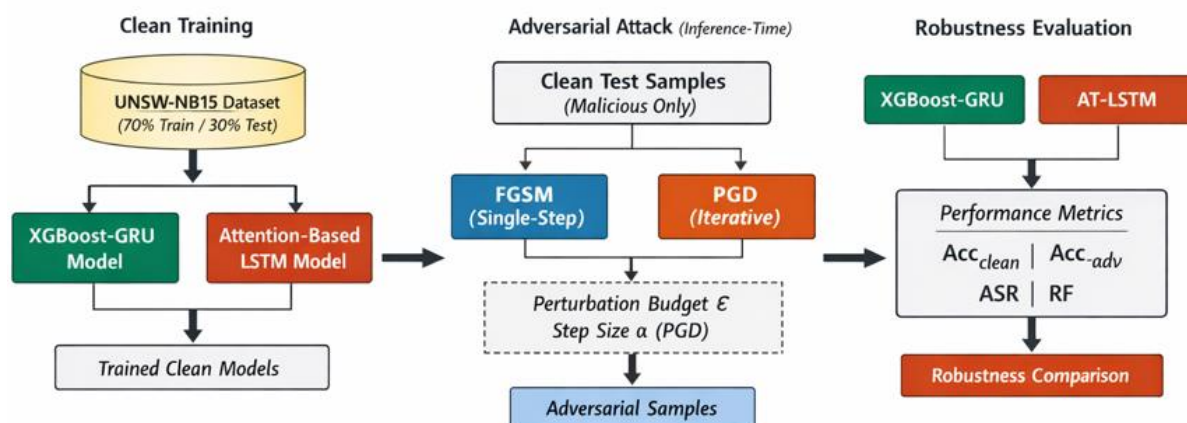 Clean Training
UNSW-NB15 Dataset
(70% Train / 30% Test)
XGBoost-GRU
Model
Attention-Based
LSTM Model
Trained Clean Models
Adversarial Attack (Inference-Time)
Clean Test Samples
(Malicious Only)
FGSM
(Single-Step)
PGD
(Iterative)
Perturbation Budget ε
Step Size α (PGD)
Adversarial Samples
Robustness Evaluation
XGBoost-GRU
AT-LSTM
Performance Metrics
Acc_clean | Acc_-adv
ASR | RF
Robustness Comparison